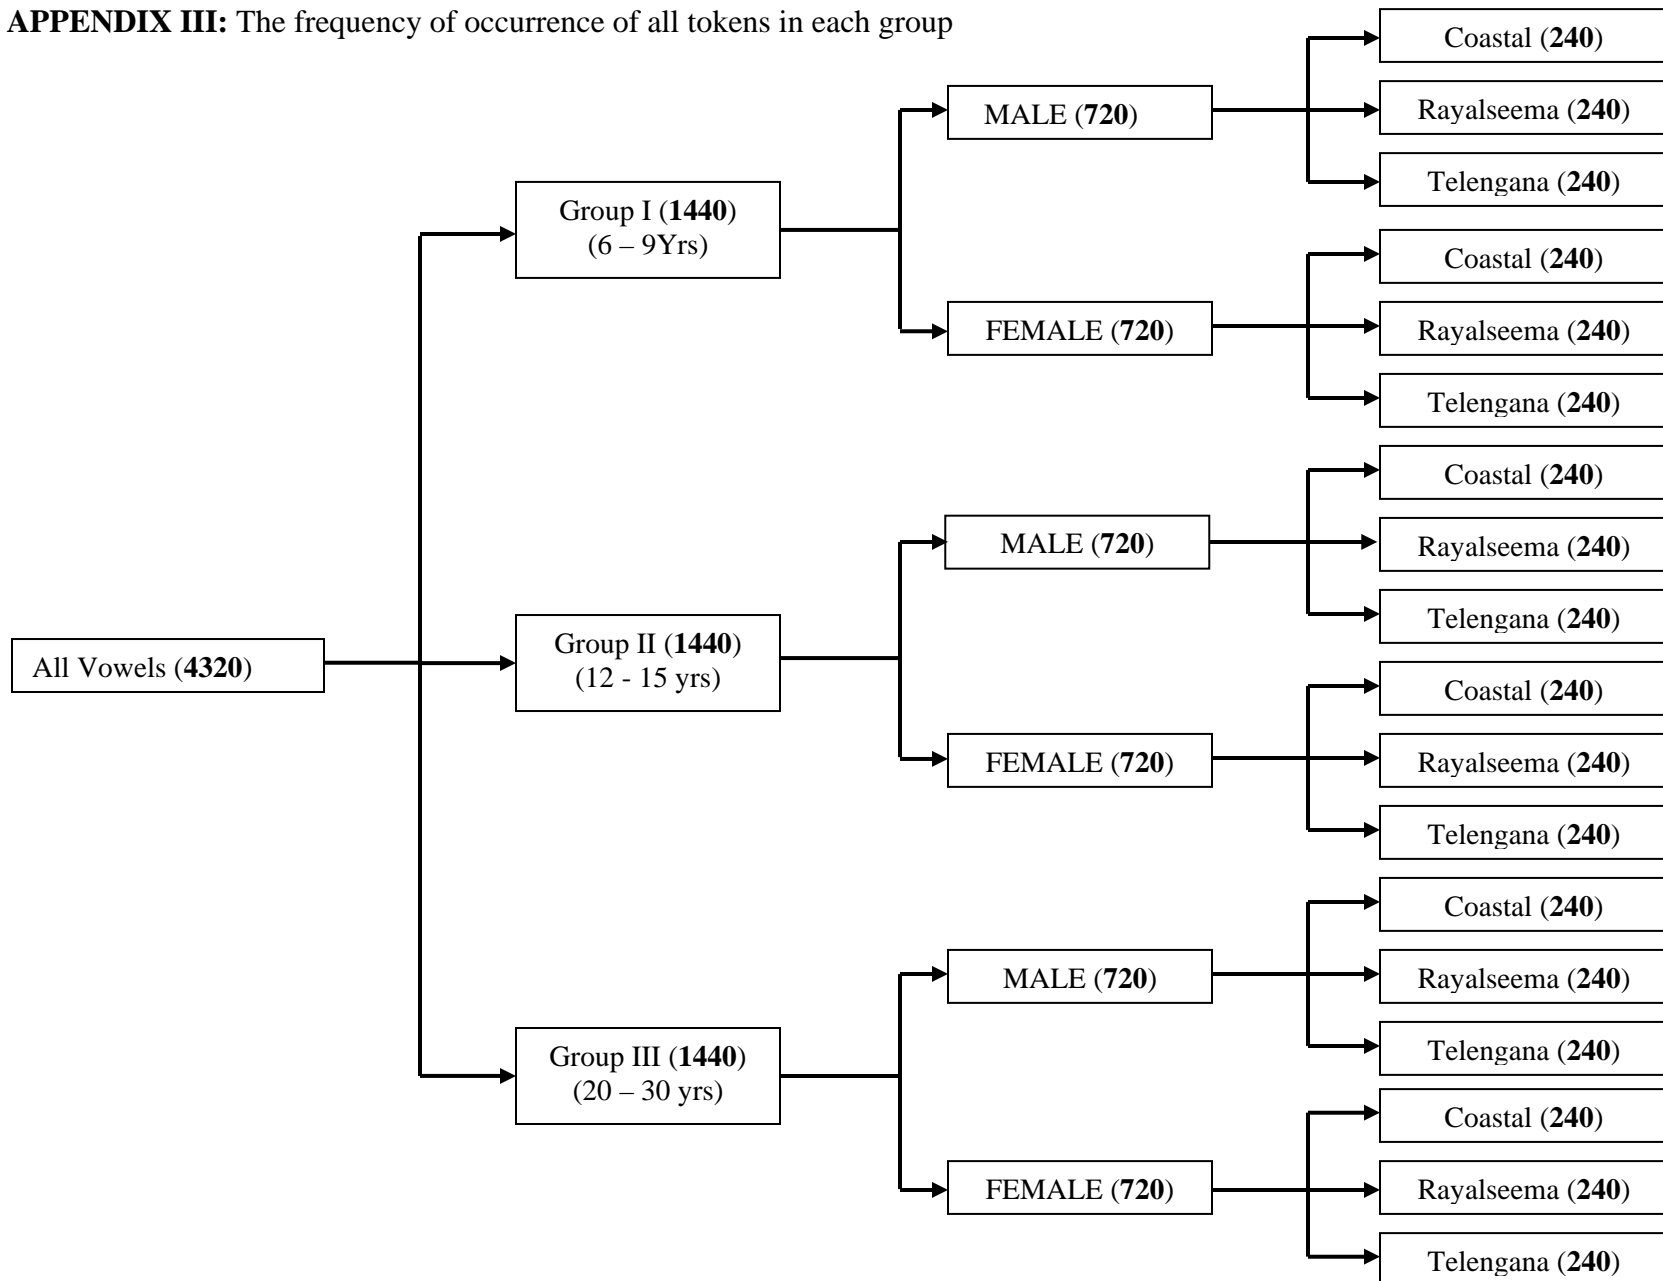 APPENDIX III: The frequency of occurrence of all tokens in each group
All Vowels (4320)
Group I (1440)
(6 – 9Yrs)
MALE (720)
Coastal (240)
Rayalseema (240)
Telengana (240)
FEMALE (720)
Coastal (240)
Rayalseema (240)
Telengana (240)
Group II (1440)
(12 - 15 yrs)
MALE (720)
Coastal (240)
Rayalseema (240)
Telengana (240)
FEMALE (720)
Coastal (240)
Rayalseema (240)
Telengana (240)
Group III (1440)
(20 – 30 yrs)
MALE (720)
Coastal (240)
Rayalseema (240)
Telengana (240)
FEMALE (720)
Coastal (240)
Rayalseema (240)
Telengana (240)